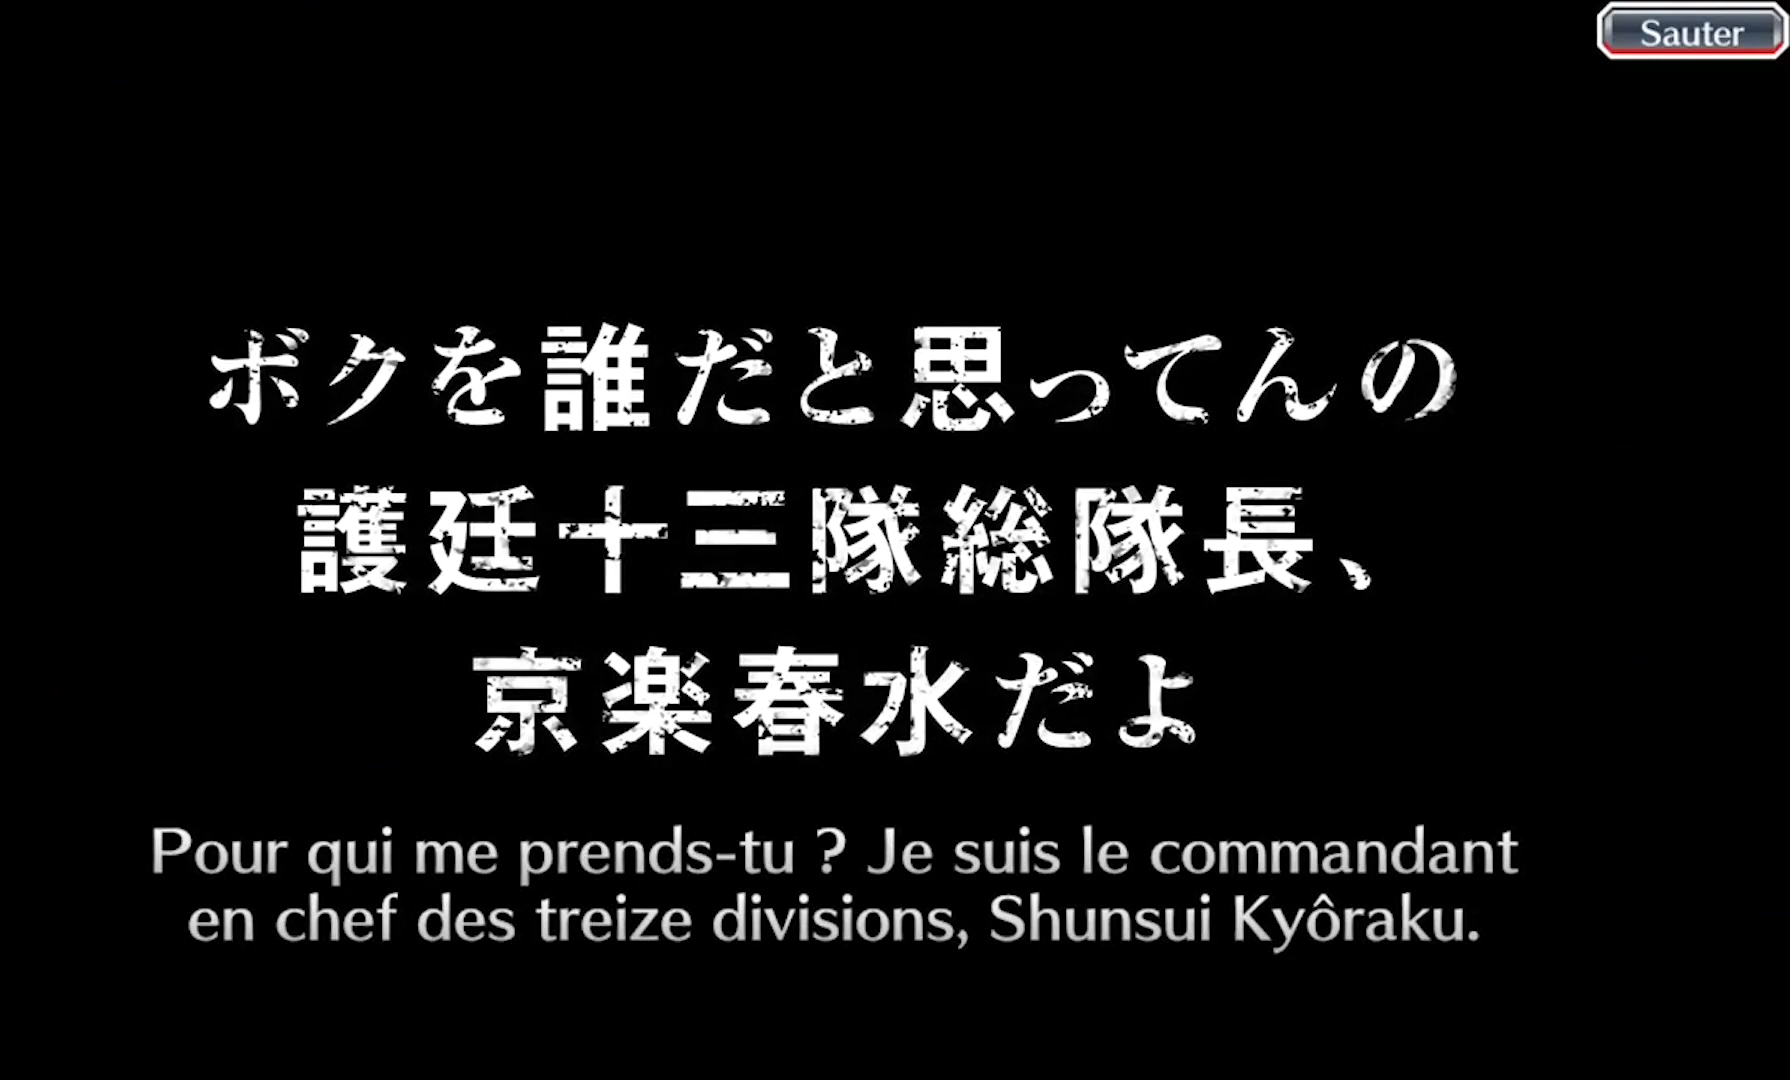 Sauter
ボクを誰だと思ってんの
護廷十三隊総隊長、
京楽春水だよ
Pour qui me prends-tu ? Je suis le commandant
en chef des treize divisions, Shunsui Kyôraku.